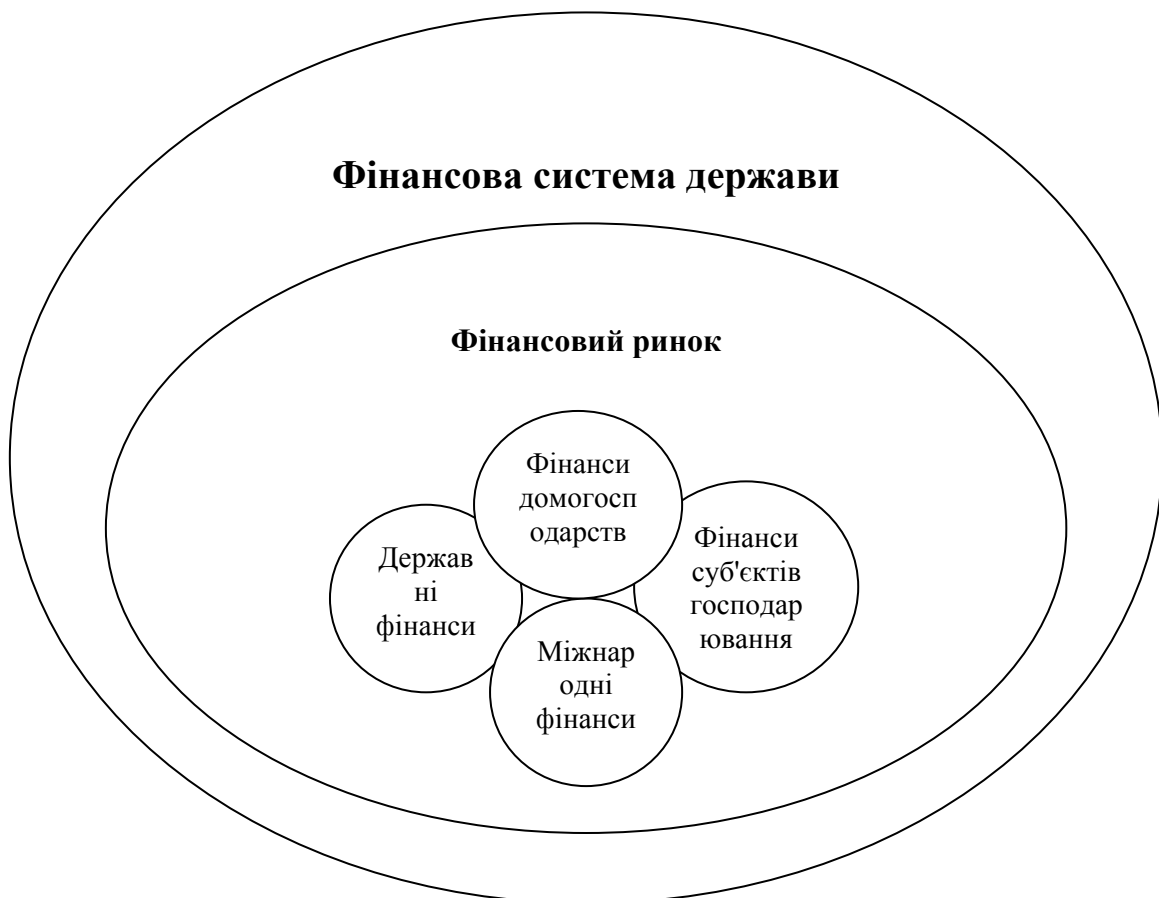 Фінансова система держави
Фінансовий ринок
Фінанси
домогосп
одарств
Держав
ні
фінанси
Фінанси
суб'єктів
господар
ювання
Міжнар
одні
фінанси